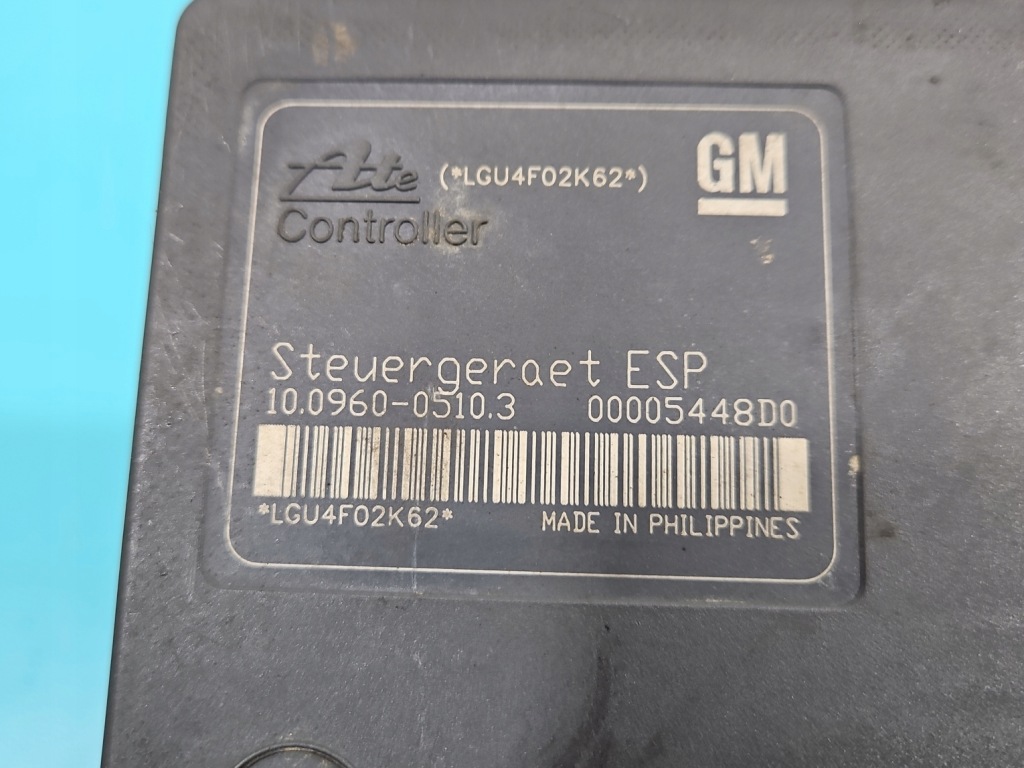 Ate (*LGU4F02K62*) GM
Controller
Steuergeraet ESP
10.0960-0510.3 00005448D0
*LGU4F02K62* MADE IN PHILIPPINES